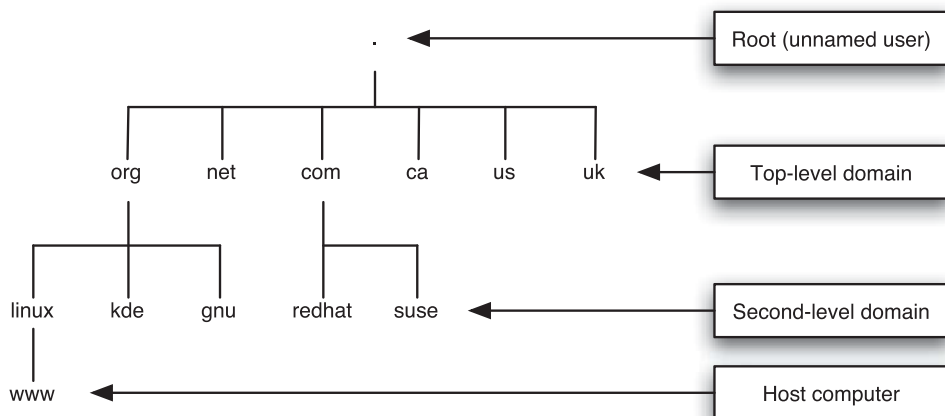 . Root (unnamed user)
org net com ca us uk Top-level domain
linux kde gnu redhat suse Second-level domain
www Host computer